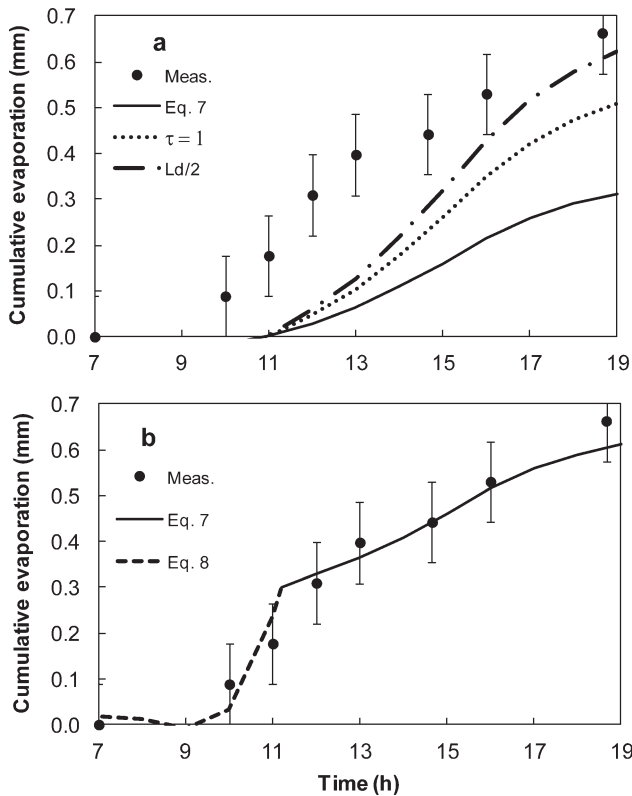 a
Meas.
Eq. 7
τ = 1
Ld/2
Cumulative evaporation (mm)
0.7
0.6
0.5
0.4
0.3
0.2
0.1
0.0
7 9 11 13 15 17 19
b
Meas.
Eq. 7
Eq. 8
Cumulative evaporation (mm)
0.7
0.6
0.5
0.4
0.3
0.2
0.1
0.0
7 9 11 13 15 17 19
Time (h)